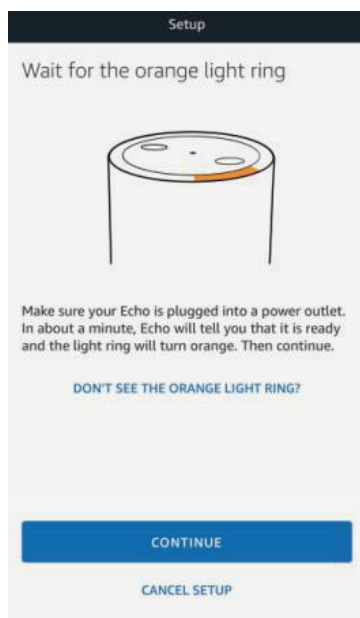 Setup
Wait for the orange light ring
Make sure your Echo is plugged into a power outlet.
In about a minute, Echo will tell you that it is ready
and the light ring will turn orange. Then continue.
DON'T SEE THE ORANGE LIGHT RING?
CONTINUE
CANCEL SETUP